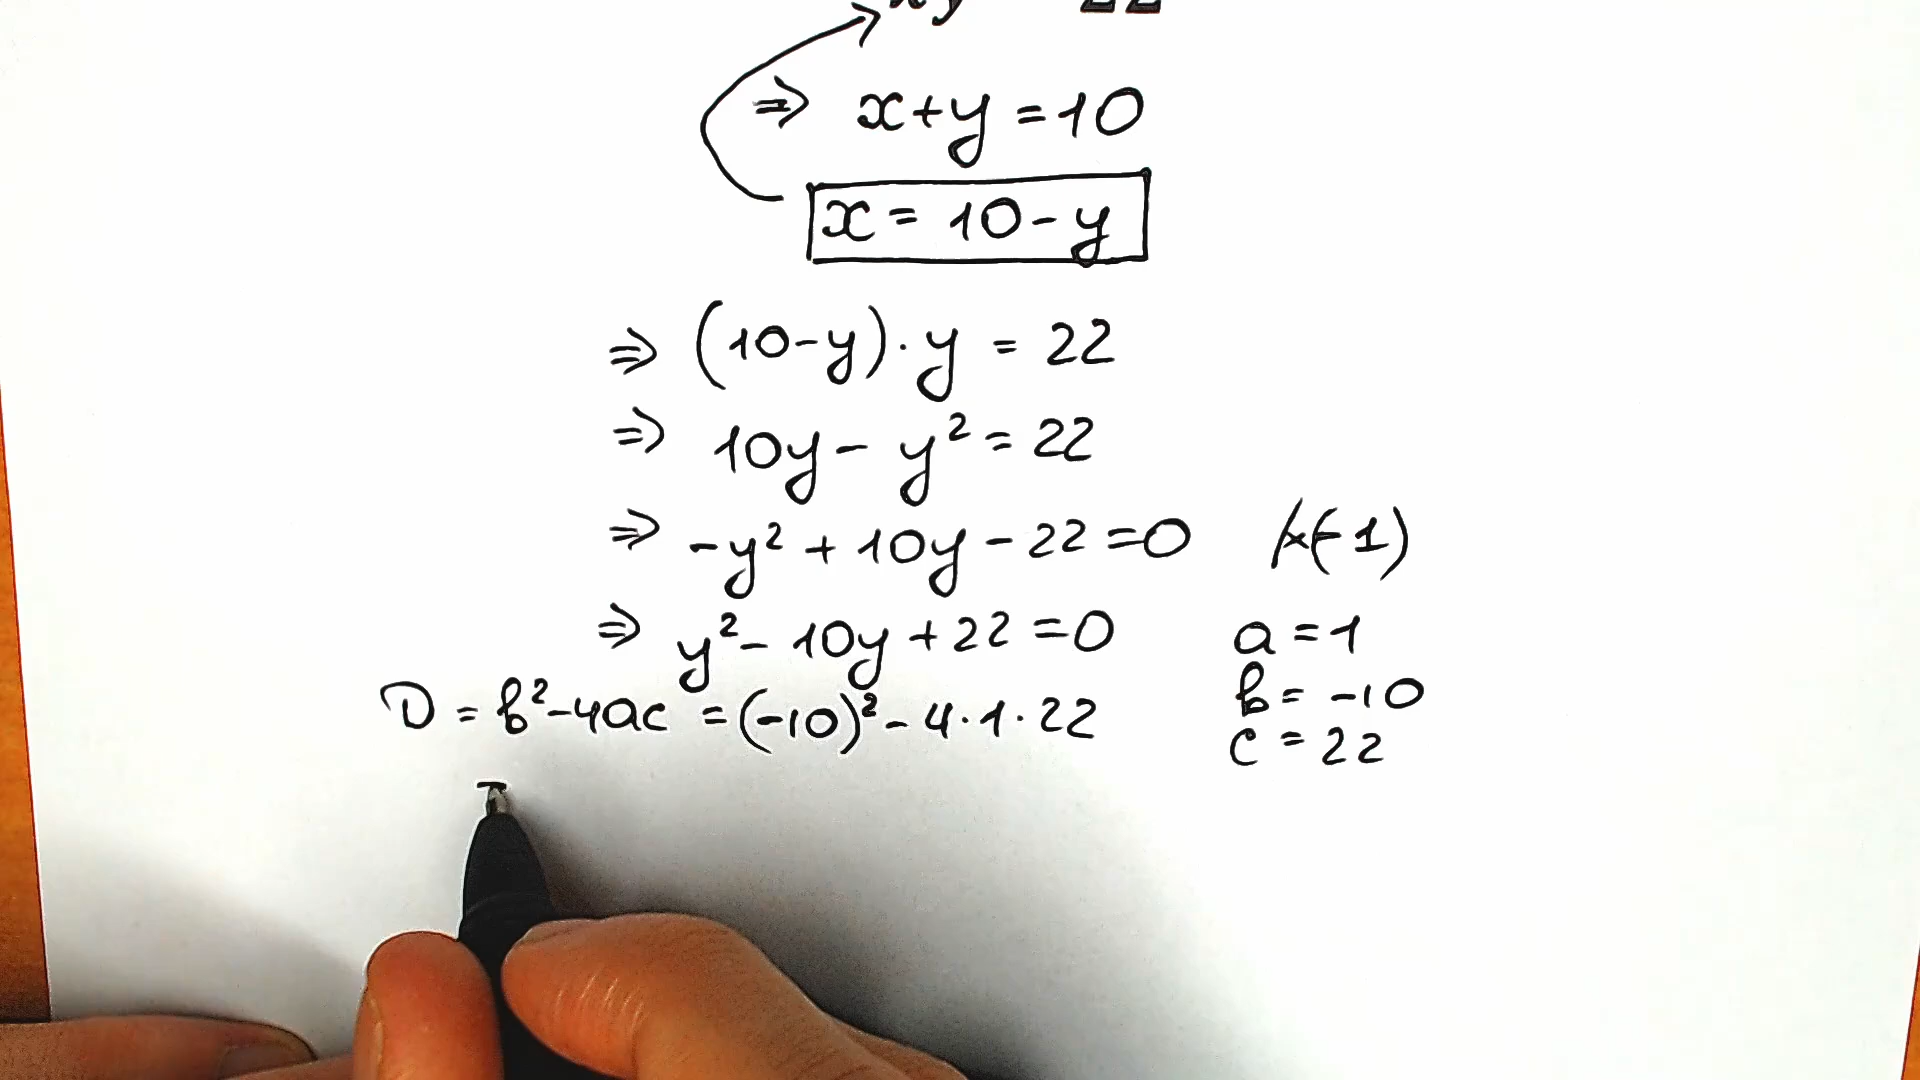 ⇒ x+y=10
x = 10-y
⇒ (10-y)·y = 22
⇒ 10y - y² = 22
⇒ -y² + 10y - 22 = 0 /×(-1)
⇒ y² - 10y + 22 = 0
a = 1
D = b² - 4ac = (-10)² - 4·1·22
b = -10
c = 22